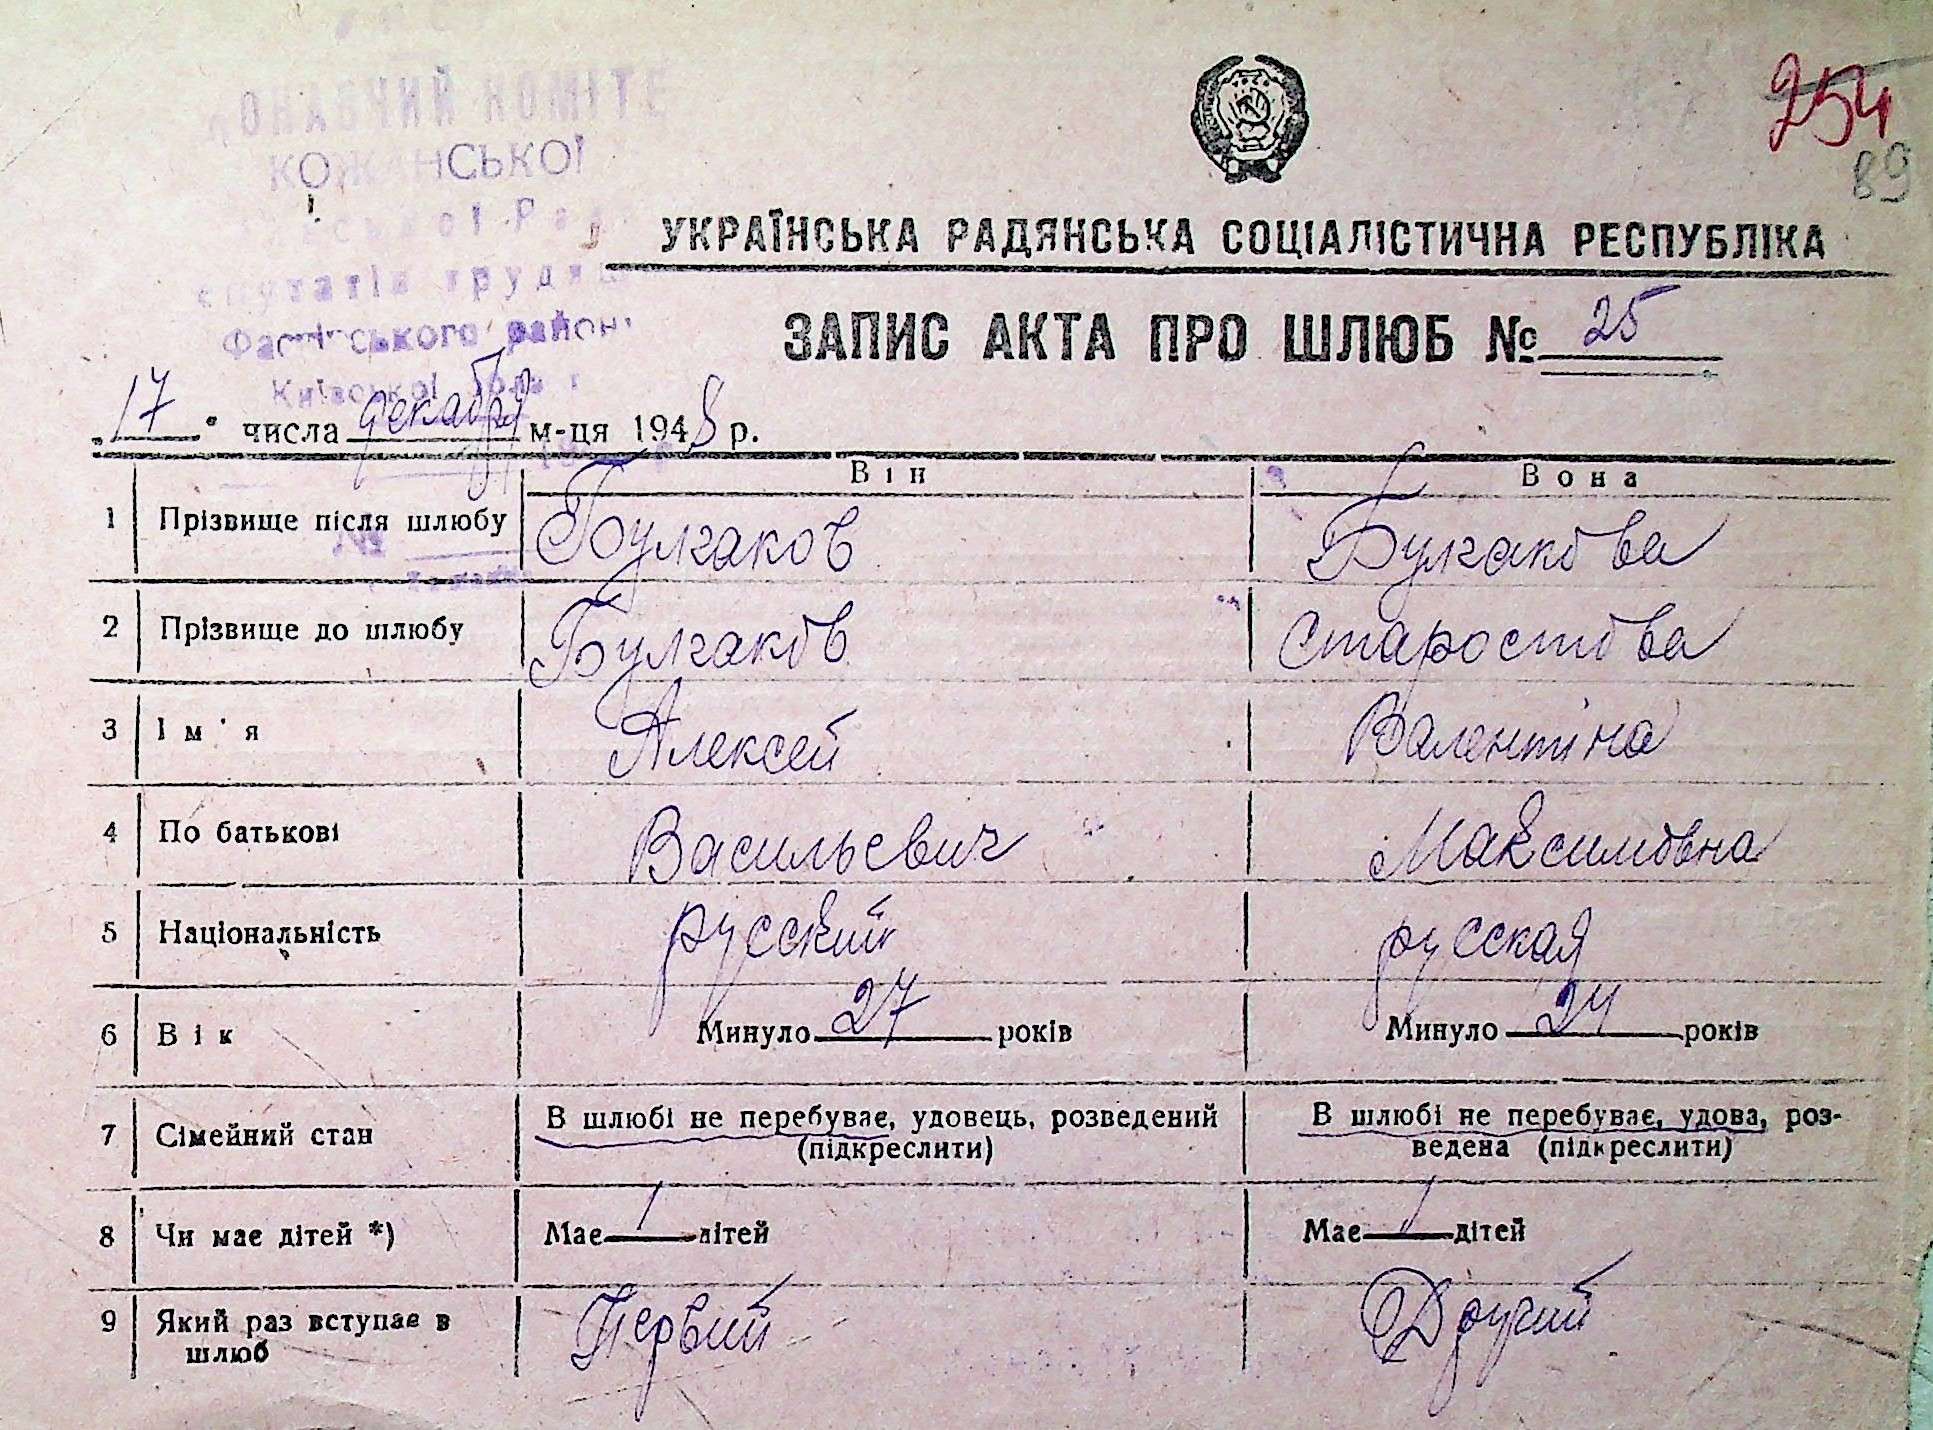 254
89
КОЖАНСЬКОЇ
УКРАЇНСЬКА РАДЯНСЬКА СОЦІАЛІСТИЧНА РЕСПУБЛІКА
ЗАПИС АКТА ПРО ШЛЮБ № 25
району
Київської
„17" числа декабря м-ця 1948 р.
Він Вона
1 Прізвище після шлюбу Булгаков Булгакова
2 Прізвище до шлюбу Булгаков Старостова
3 Ім'я Алексей Валентіна
4 По батькові Васильевич Максимовна
5 Національність русский русская
6 Вік Минуло 27 років Минуло 24 років
7 Сімейний стан В шлюбі не перебуває, удовець, розведений (підкреслити) В шлюбі не перебуває, удова, роз-
ведена (підкреслити)
8 Чи має дітей *) Має 1 дітей Має 1 дітей
9 Який раз вступає в Первий Другий
шлюб